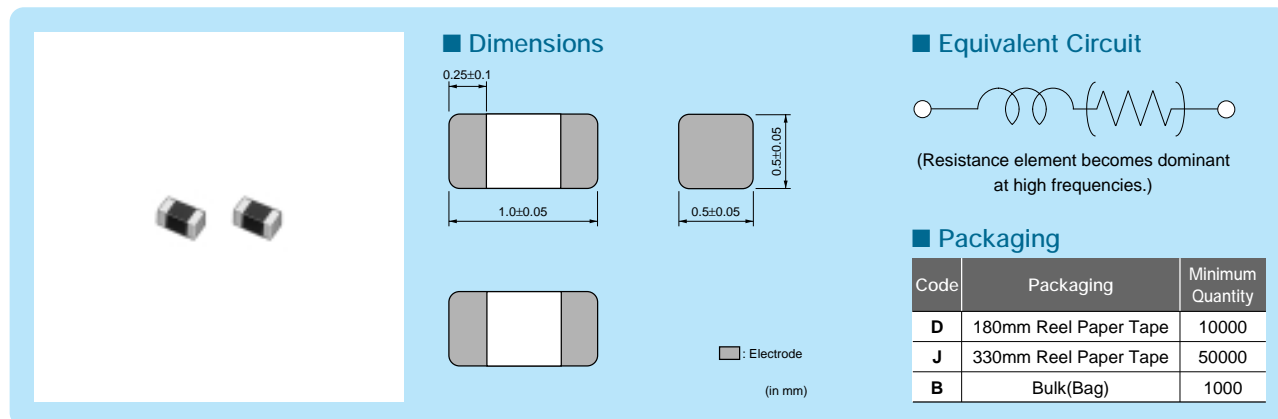 ■ Dimensions
0.25±0.1
0.5±0.05
1.0±0.05
0.5±0.05
: Electrode
(in mm)
■ Equivalent Circuit
(Resistance element becomes dominant
at high frequencies.)
■ Packaging
Code Packaging Minimum Quantity
D 180mm Reel Paper Tape 10000
J 330mm Reel Paper Tape 50000
B Bulk(Bag) 1000